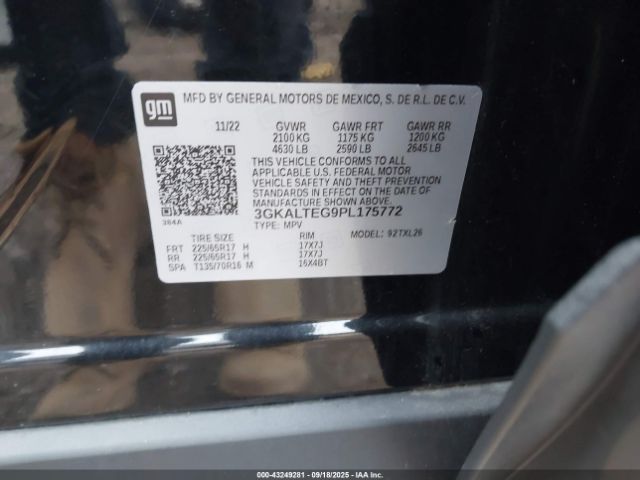 gm
MFD BY GENERAL MOTORS DE MEXICO, S. DE R.L. DE C.V.
11/22 GVWR GAWR FRT GAWR RR
2100 KG 1175 KG 1200 KG
4630 LB 2590 LB 2645 LB
THIS VEHICLE CONFORMS TO ALL
APPLICABLE U.S. FEDERAL MOTOR
VEHICLE SAFETY AND THEFT PREVENTION
STANDARDS IN EFFECT ON THE DATE OF
MANUFACTURE SHOWN ABOVE.
3GKALTEG9PL175772
384A
TYPE: MPV MODEL: 92TXL26
TIRE SIZE RIM
FRT 225/65R17 H 17X7J
RR 225/65R17 H 17X7J
SPA T135/70R16 M 16X4BT
000-43249281 - 09/18/2025 - IAAI.COM